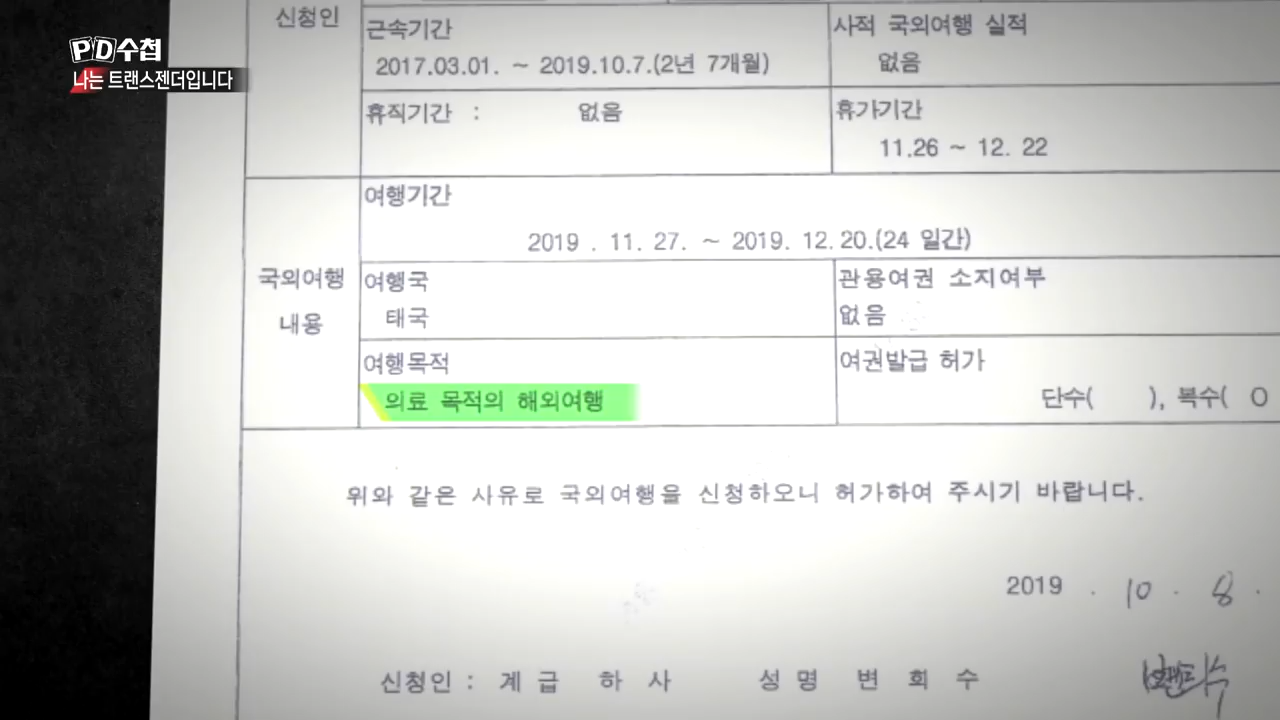 PD수첩
나는 트랜스젠더입니다
신청인
근속기간
2017.03.01. ~ 2019.10.7.(2년 7개월)
사적 국외여행 실적
없음
휴직기간 : 없음
휴가기간
11.26 ~ 12. 22
국외여행
내용
여행기간
2019 . 11. 27. ~ 2019. 12. 20.(24 일간)
여행국
태국
관용여권 소지여부
없음
여행목적
의료 목적의 해외여행
여권발급 허가
단수( ), 복수( O
위와 같은 사유로 국외여행을 신청하오니 허가하여 주시기 바랍니다.
2019 . 10 . 8 .
신청인 : 계 급 하 사 성 명 변 희 수